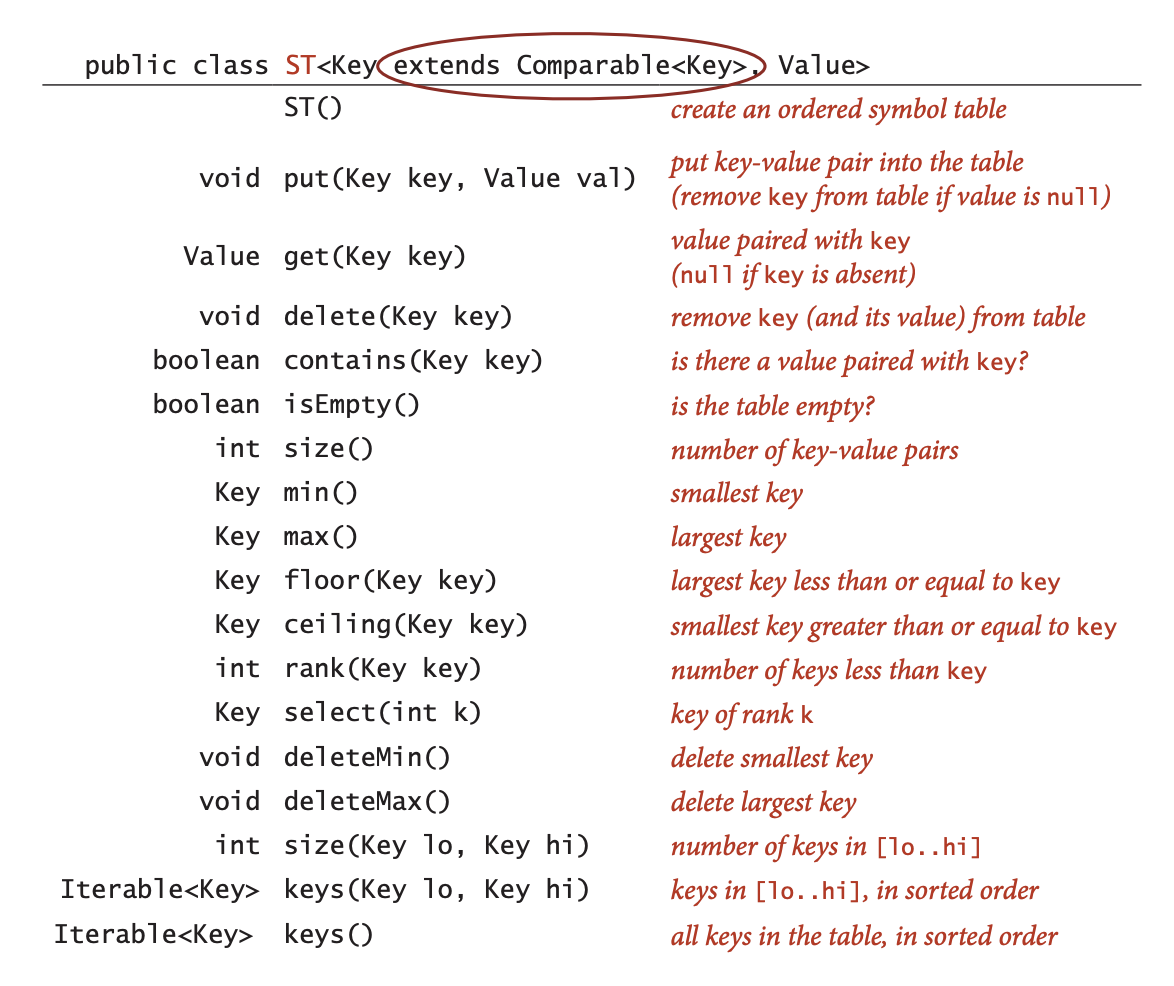 public class ST<Key extends Comparable<Key>, Value>
ST() create an ordered symbol table
void put(Key key, Value val) put key-value pair into the table
(remove key from table if value is null)
Value get(Key key) value paired with key
(null if key is absent)
void delete(Key key) remove key (and its value) from table
boolean contains(Key key) is there a value paired with key?
boolean isEmpty() is the table empty?
int size() number of key-value pairs
Key min() smallest key
Key max() largest key
Key floor(Key key) largest key less than or equal to key
Key ceiling(Key key) smallest key greater than or equal to key
int rank(Key key) number of keys less than key
Key select(int k) key of rank k
void deleteMin() delete smallest key
void deleteMax() delete largest key
int size(Key lo, Key hi) number of keys in [lo..hi]
Iterable<Key> keys(Key lo, Key hi) keys in [lo..hi], in sorted order
Iterable<Key> keys() all keys in the table, in sorted order